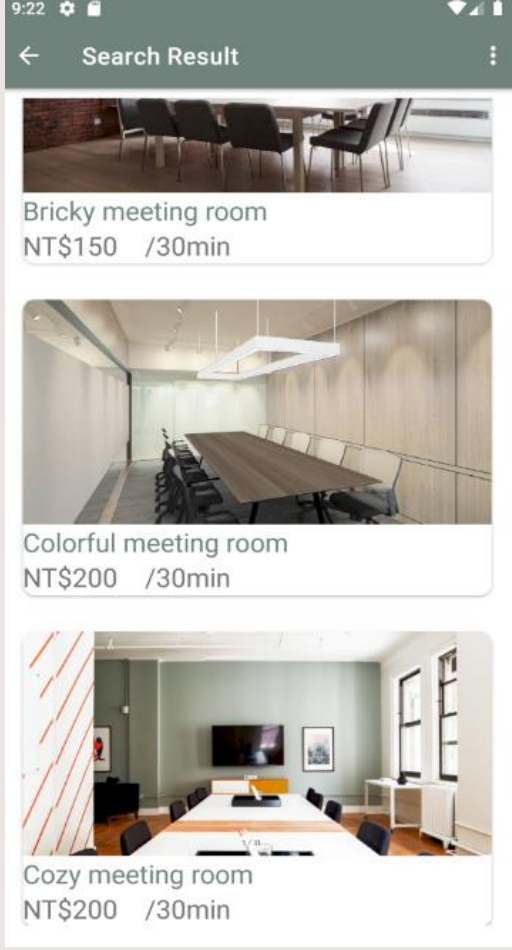 9:22
Search Result
Bricky meeting room
NT$150 /30min
Colorful meeting room
NT$200 /30min
Cozy meeting room
NT$200 /30min